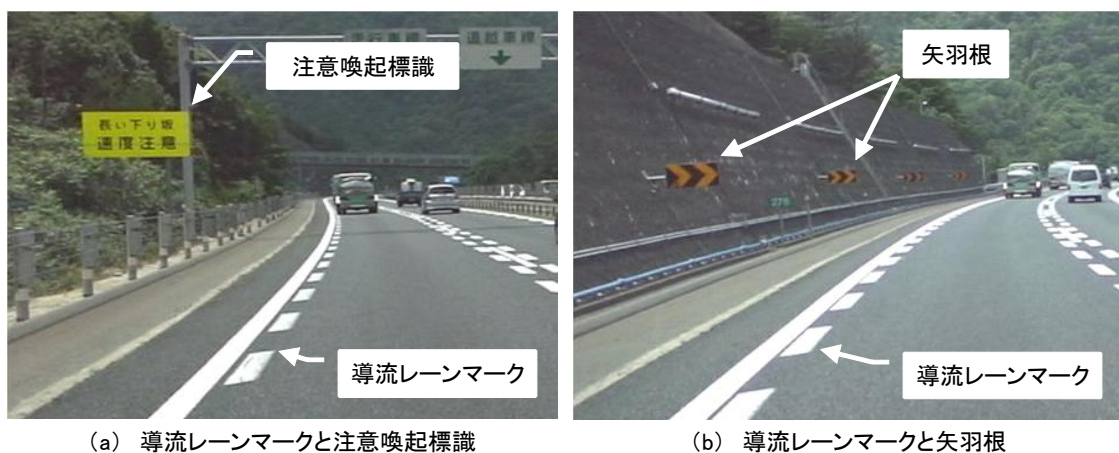 走行車線
追越車線
注意喚起標識
長い下り坂
速度注意
導流レーンマーク
(a) 導流レーンマークと注意喚起標識
矢羽根
278
導流レーンマーク
(b) 導流レーンマークと矢羽根